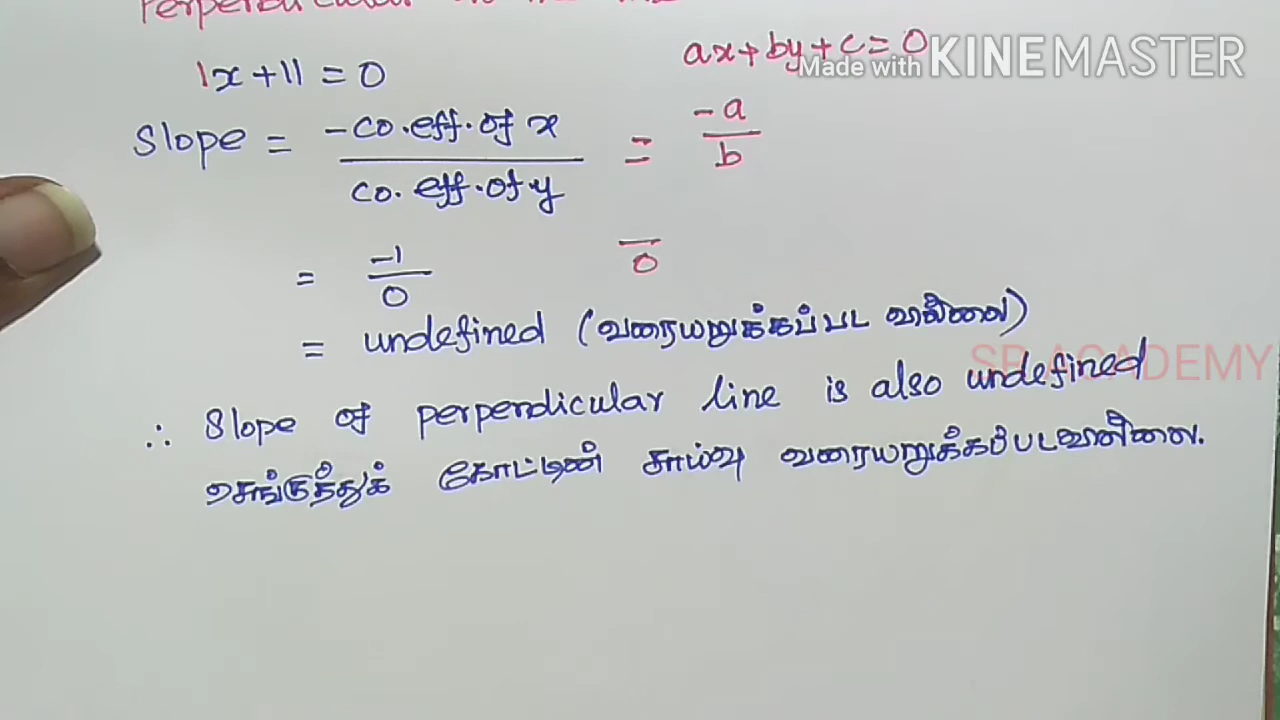 Perpendicular
ax + by + c = 0
Made with KINEMASTER
1x + 11 = 0
Slope = -co.eff.of x / co.eff.of y = -a / b
= -1 / 0
‾ / 0
= undefined (வரையறுக்கப்பட வில்லை)
SB ACADEMY
∴ Slope of perpendicular line is also undefined
செங்குத்துக் கோட்டின் சாய்வு வரையறுக்கப்படவில்லை.